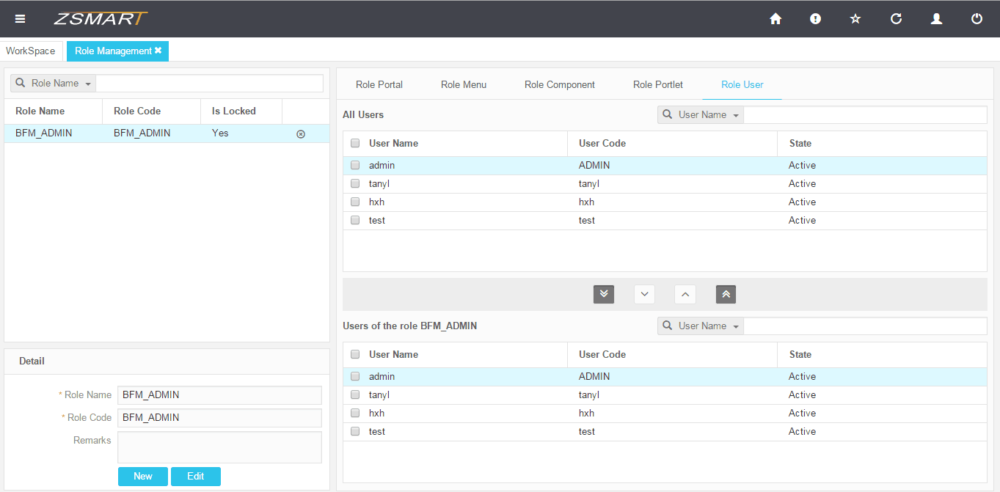 ZSMART
WorkSpace
Role Management
Role Name
Role Name Role Code Is Locked
BFM_ADMIN BFM_ADMIN Yes
Detail
* Role Name BFM_ADMIN
* Role Code BFM_ADMIN
Remarks
New Edit
Role Portal Role Menu Role Component Role Portlet Role User
All Users User Name
User Name User Code State
admin ADMIN Active
tanyl tanyl Active
hxh hxh Active
test test Active
Users of the role BFM_ADMIN User Name
User Name User Code State
admin ADMIN Active
tanyl tanyl Active
hxh hxh Active
test test Active